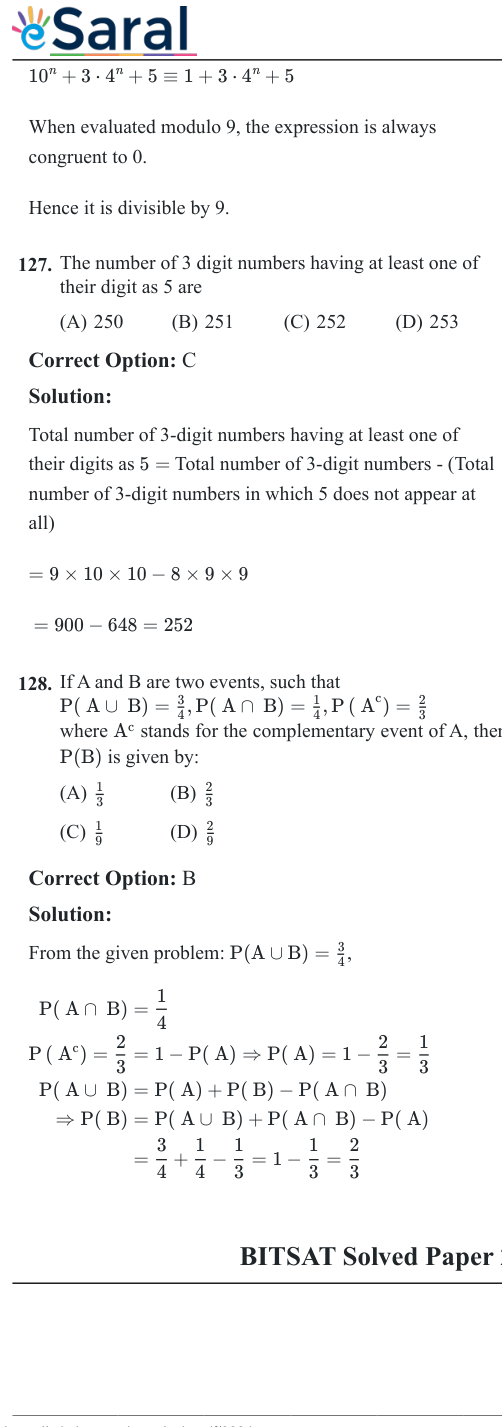 eSaral
10ⁿ + 3 · 4ⁿ + 5 ≡ 1 + 3 · 4ⁿ + 5
When evaluated modulo 9, the expression is always
congruent to 0.
Hence it is divisible by 9.
127. The number of 3 digit numbers having at least one of
their digit as 5 are
(A) 250 (B) 251 (C) 252 (D) 253
Correct Option: C
Solution:
Total number of 3-digit numbers having at least one of
their digits as 5 = Total number of 3-digit numbers - (Total
number of 3-digit numbers in which 5 does not appear at
all)
= 9 × 10 × 10 − 8 × 9 × 9
= 900 − 648 = 252
128. If A and B are two events, such that
P( A ∪ B) = 3/4, P( A ∩ B) = 1/4, P ( Aᶜ) = 2/3
where Aᶜ stands for the complementary event of A, then
P(B) is given by:
(A) 1/3 (B) 2/3
(C) 1/9 (D) 2/9
Correct Option: B
Solution:
From the given problem: P(A ∪ B) = 3/4,
P( A ∩ B) = 1/4
P ( Aᶜ) = 2/3 = 1 − P( A) ⇒ P( A) = 1 − 2/3 = 1/3
P( A ∪ B) = P( A) + P( B) − P( A ∩ B)
⇒ P( B) = P( A ∪ B) + P( A ∩ B) − P( A)
= 3/4 + 1/4 − 1/3 = 1 − 1/3 = 2/3
BITSAT Solved Paper